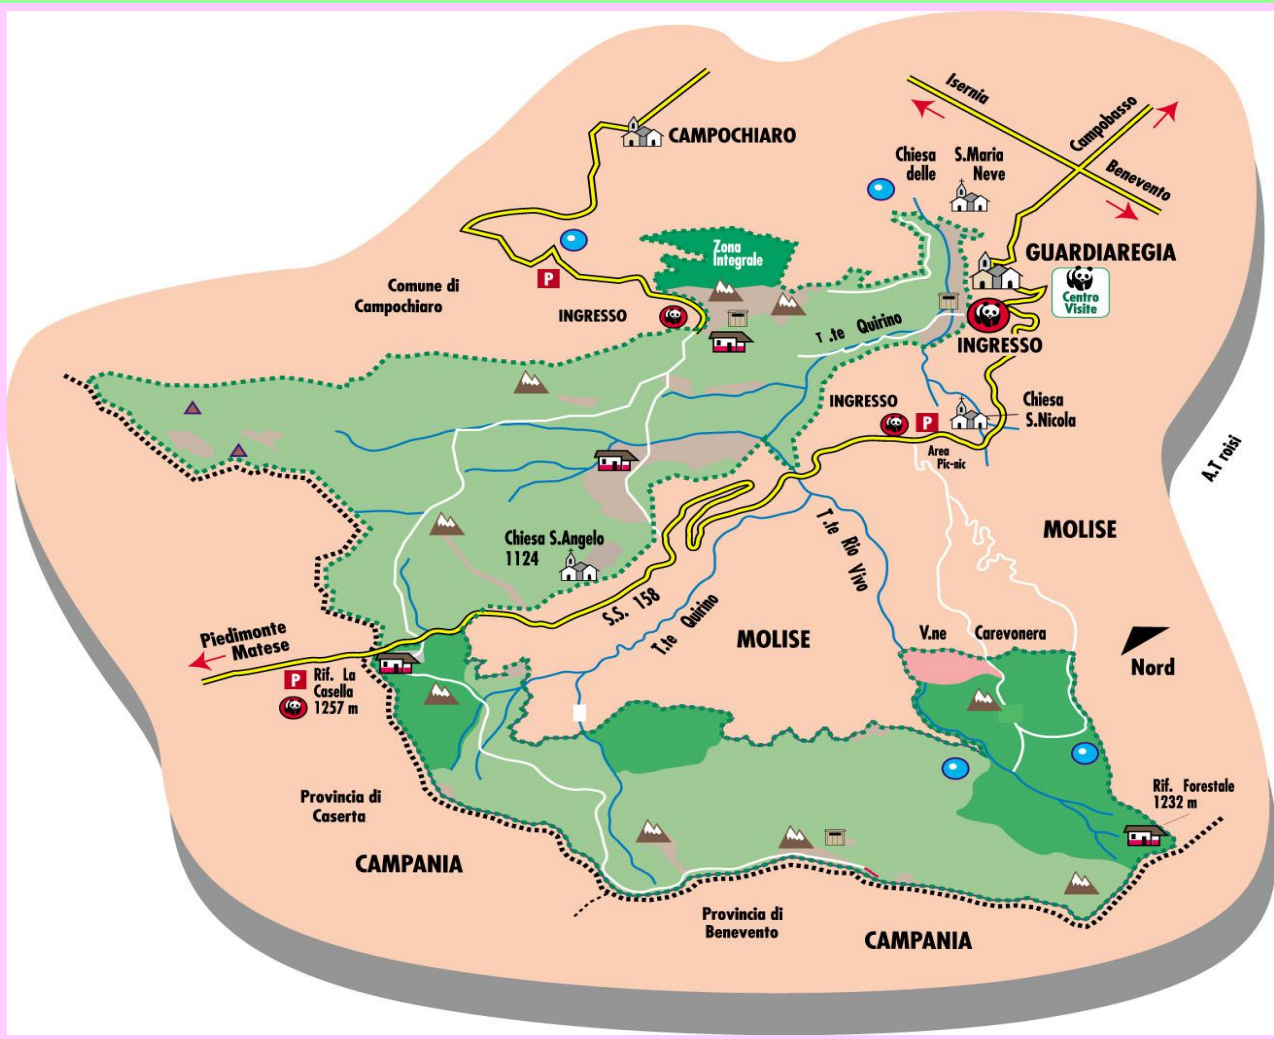 Isernia
Campobasso
Benevento
CAMPOCHIARO
Chiesa S.Maria
delle Neve
Zona
Integrale
GUARDIAREGIA
Centro
Visite
Comune di
Campochiaro
P
INGRESSO
T.te Quirino
INGRESSO
INGRESSO
P
Chiesa
S.Nicola
Area
Pic-nic
A.T roisi
Chiesa S.Angelo
1124
T.te Rio Vivo
MOLISE
S.S. 158
T.te Quirino
MOLISE
V.ne Carevonera
Piedimonte
Matese
Nord
P
Rif. La
Casella
1257 m
Provincia di
Caserta
Rif. Forestale
1232 m
CAMPANIA
Provincia di
Benevento
CAMPANIA